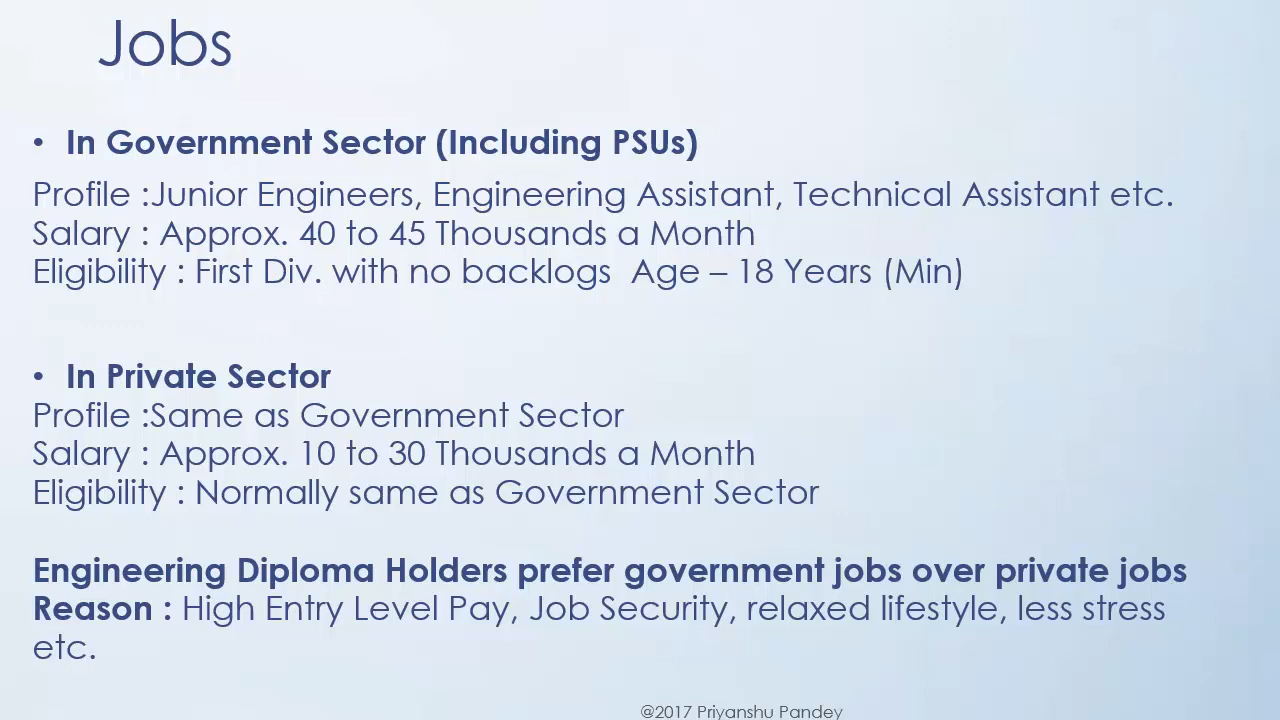 Jobs
• In Government Sector (Including PSUs)
Profile :Junior Engineers, Engineering Assistant, Technical Assistant etc.
Salary : Approx. 40 to 45 Thousands a Month
Eligibility : First Div. with no backlogs  Age – 18 Years (Min)
• In Private Sector
Profile :Same as Government Sector
Salary : Approx. 10 to 30 Thousands a Month
Eligibility : Normally same as Government Sector
Engineering Diploma Holders prefer government jobs over private jobs
Reason : High Entry Level Pay, Job Security, relaxed lifestyle, less stress
etc.
@2017 Priyanshu Pandey